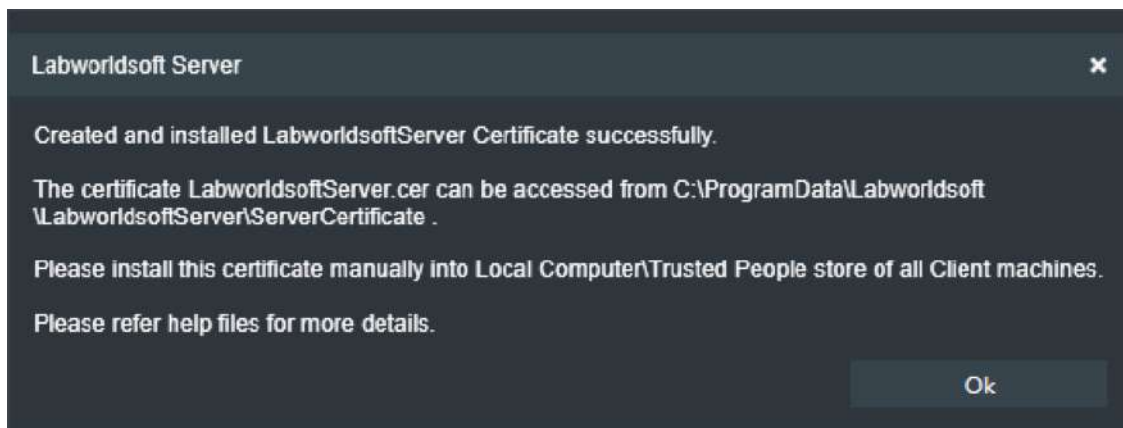 Labworldsoft Server
Created and installed LabworldsoftServer Certificate successfully.
The certificate LabworldsoftServer.cer can be accessed from C:\ProgramData\Labworldsoft
\LabworldsoftServer\ServerCertificate .
Please install this certificate manually into Local Computer\Trusted People store of all Client machines.
Please refer help files for more details.
Ok